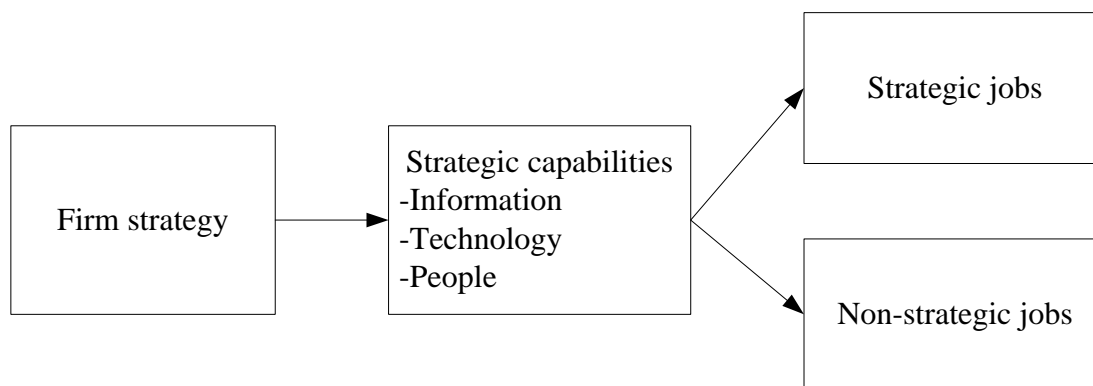 Firm strategy
Strategic capabilities
-Information
-Technology
-People
Strategic jobs
Non-strategic jobs